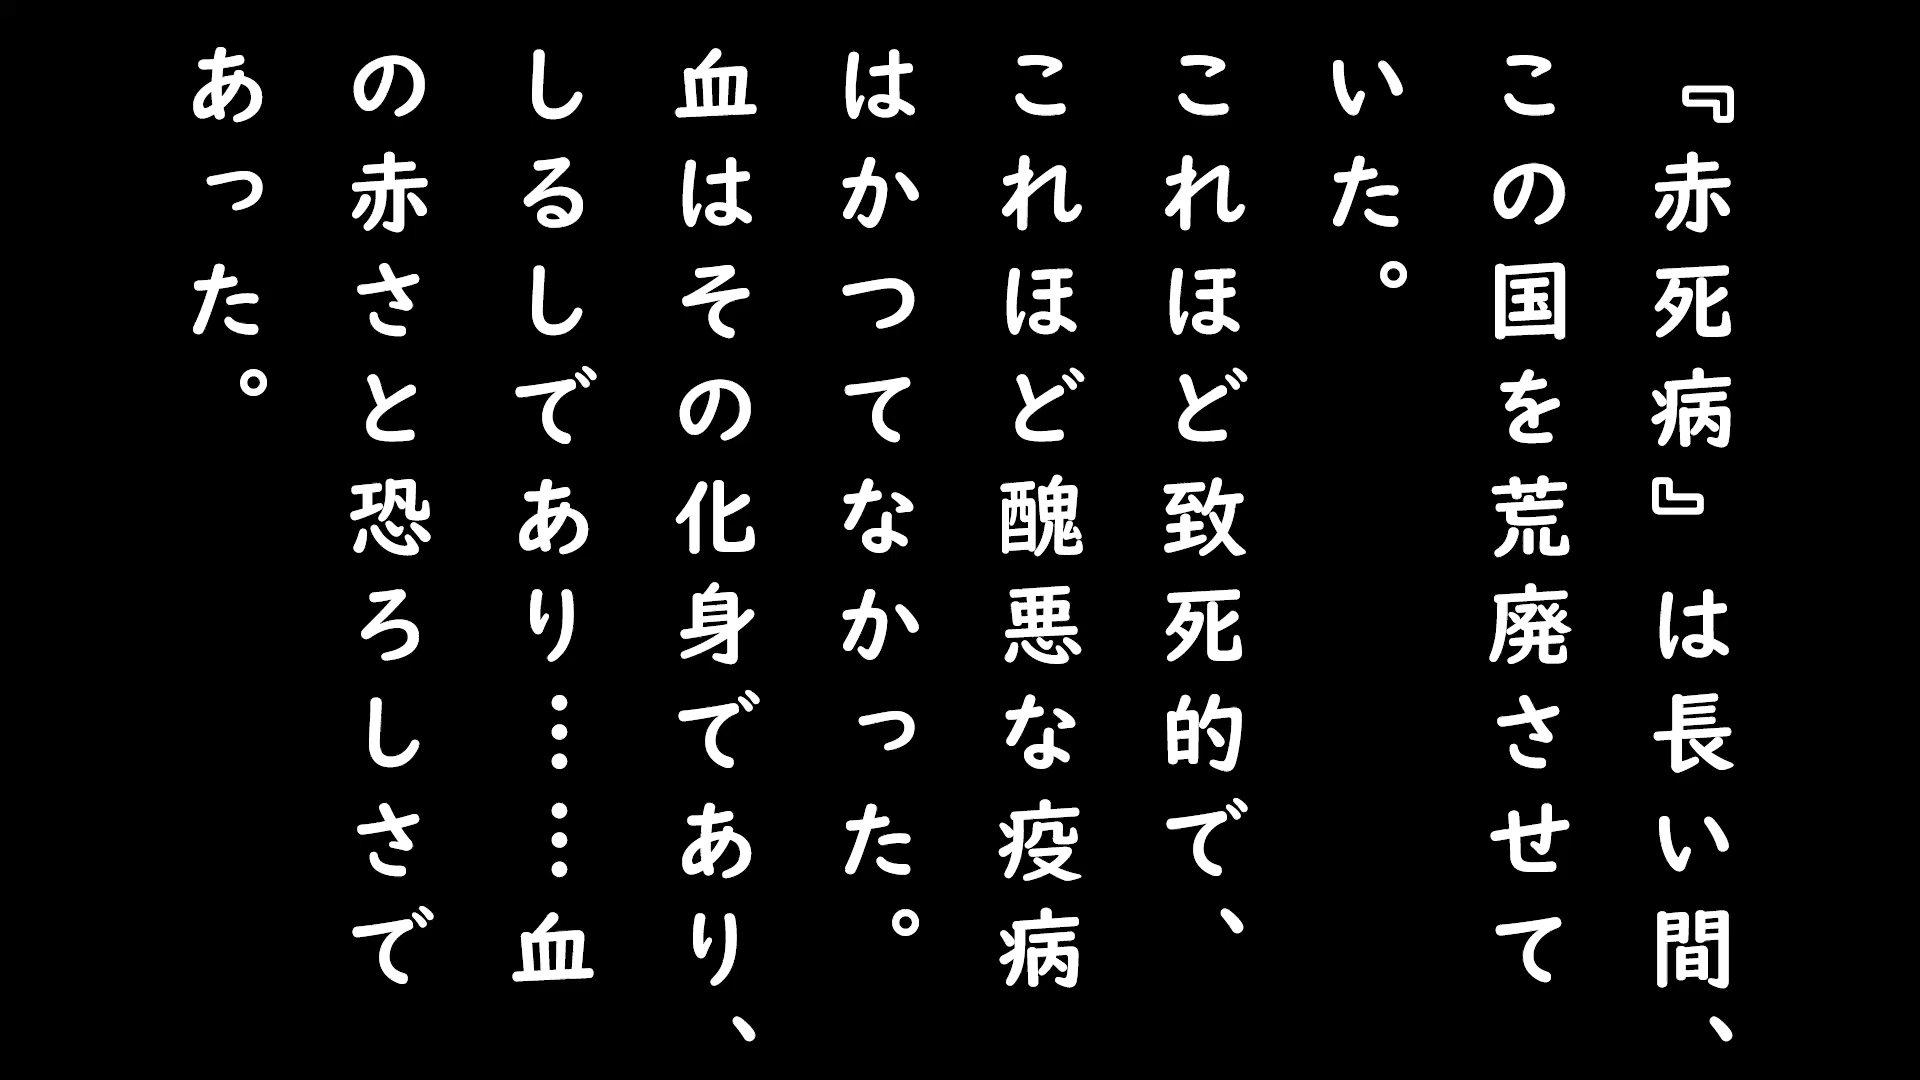 『赤死病』は長い間、
この国を荒廃させて
いた。
これほど致死的で、
これほど醜悪な疫病
はかつてなかった。
血はその化身であり、
しるしであり……血
の赤さと恐ろしさで
あった。